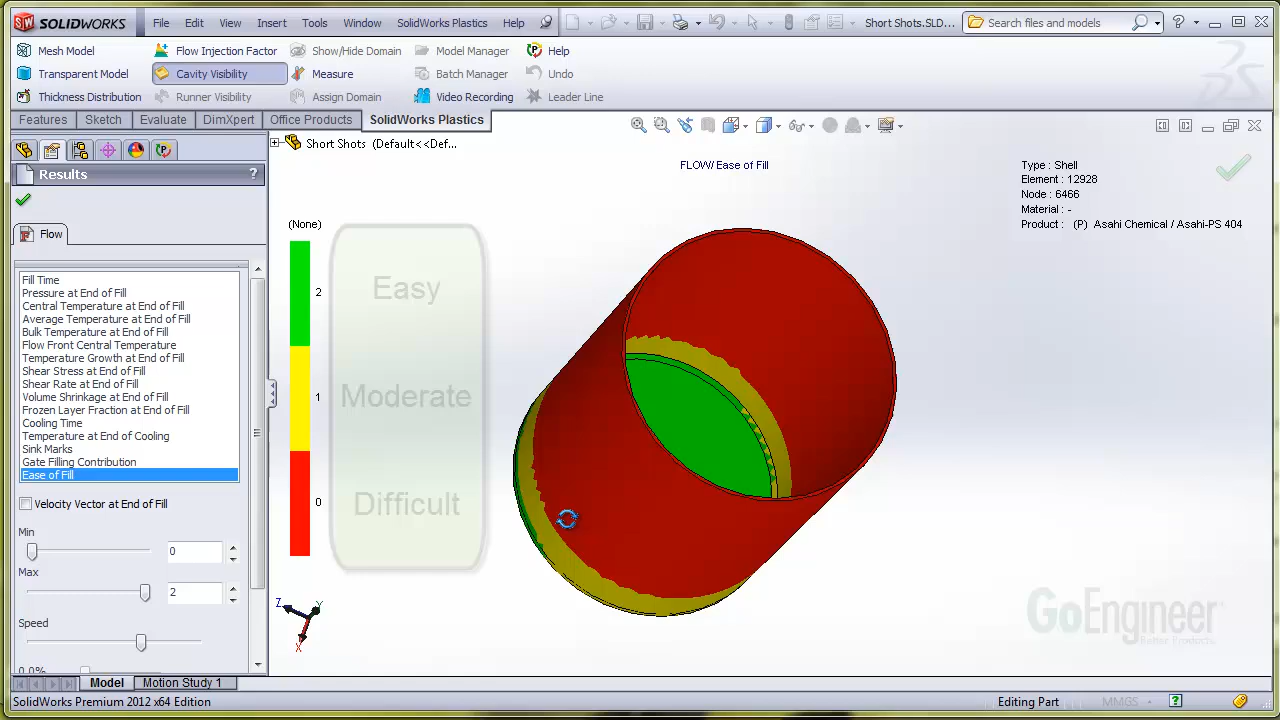 SOLIDWORKS File Edit View Insert Tools Window SolidWorks Plastics Help Short Shots.SLD... Search files and models
Mesh Model Flow Injection Factor Show/Hide Domain Model Manager Help
Transparent Model Cavity Visibility Measure Batch Manager Undo
Thickness Distribution Runner Visibility Assign Domain Video Recording Leader Line
Features Sketch Evaluate DimXpert Office Products SolidWorks Plastics
Short Shots (Default<<Def...
Results ?
Flow
Fill Time
Pressure at End of Fill
Central Temperature at End of Fill
Average Temperature at End of Fill
Bulk Temperature at End of Fill
Flow Front Central Temperature
Temperature Growth at End of Fill
Shear Stress at End of Fill
Shear Rate at End of Fill
Volume Shrinkage at End of Fill
Frozen Layer Fraction at End of Fill
Cooling Time
Temperature at End of Cooling
Sink Marks
Gate Filling Contribution
Ease of Fill
Velocity Vector at End of Fill
Min
0
Max
2
Speed
0.0%
FLOW/ Ease of Fill
Type : Shell
Element : 12928
Node : 6466
Material : -
Product : (P) Asahi Chemical / Asahi-PS 404
(None)
2
1
0
Easy
Moderate
Difficult
Z Y
X
GoEngineer
Model Motion Study 1
SolidWorks Premium 2012 x64 Edition Editing Part MMGS